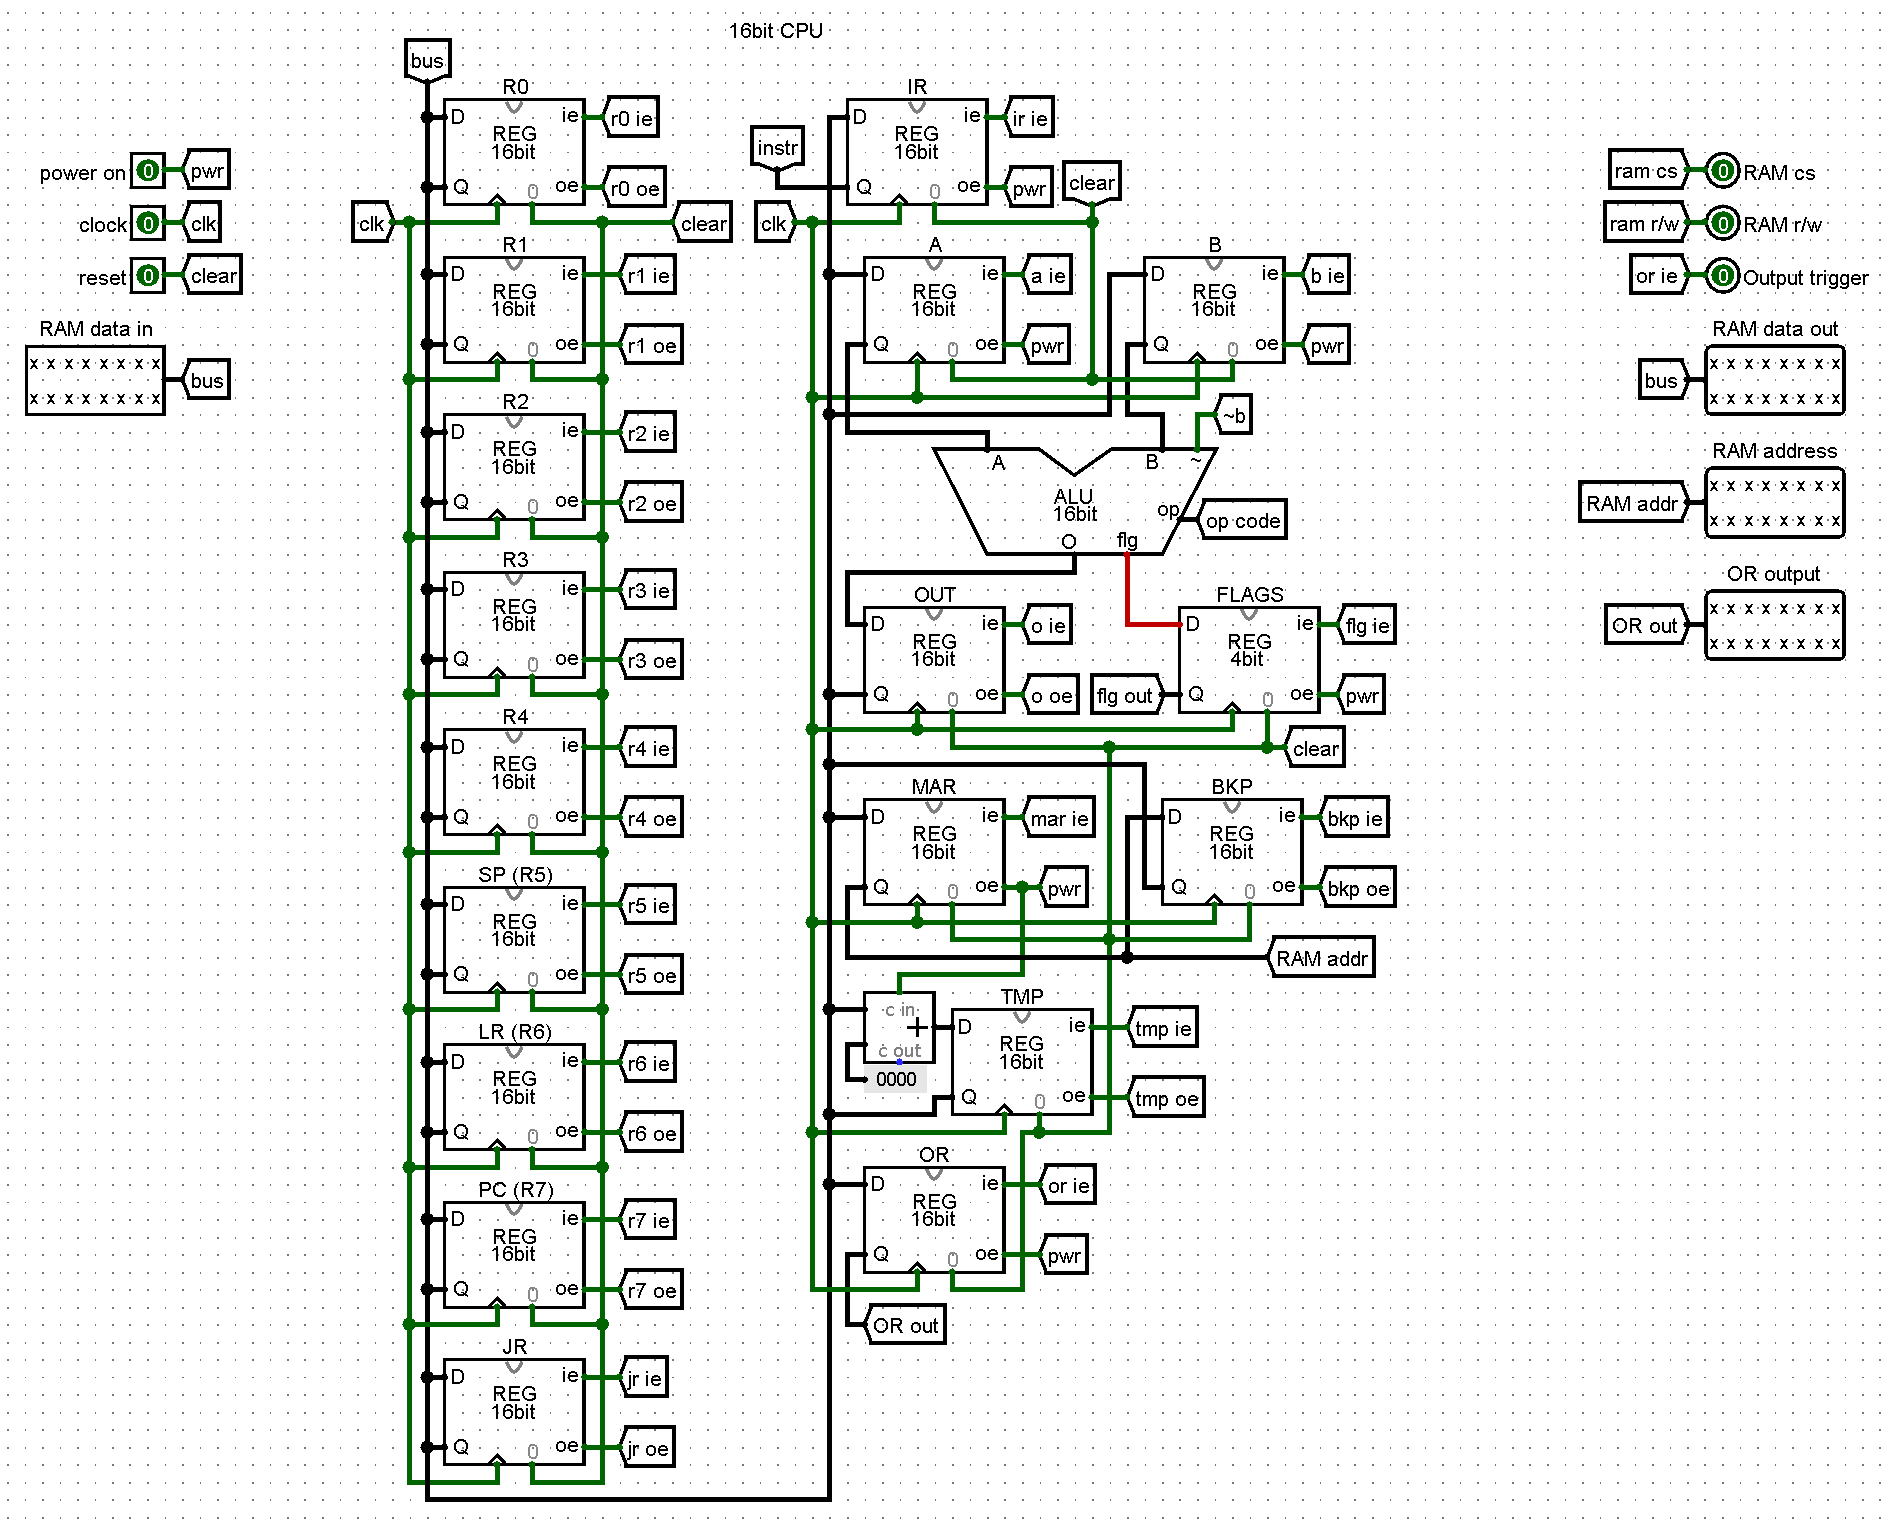 16bit CPU
bus
power on 0 pwr
clock 0 clk
reset 0 clear
RAM data in
x x x x x x x x
x x x x x x x x
bus
R0
D ie r0 ie
REG
16bit
Q 0 oe r0 oe
clk clear
R1
D ie r1 ie
REG
16bit
Q 0 oe r1 oe
R2
D ie r2 ie
REG
16bit
Q 0 oe r2 oe
R3
D ie r3 ie
REG
16bit
Q 0 oe r3 oe
R4
D ie r4 ie
REG
16bit
Q 0 oe r4 oe
SP (R5)
D ie r5 ie
REG
16bit
Q 0 oe r5 oe
LR (R6)
D ie r6 ie
REG
16bit
Q 0 oe r6 oe
PC (R7)
D ie r7 ie
REG
16bit
Q 0 oe r7 oe
JR
D ie jr ie
REG
16bit
Q 0 oe jr oe
IR
D ie ir ie
REG
16bit
instr
Q 0 oe pwr
clear
clk
A
D ie a ie
REG
16bit
Q 0 oe pwr
B
D ie b ie
REG
16bit
Q 0 oe pwr
~b
A B ~
ALU
16bit
op op code
O flg
OUT
D ie o ie
REG
16bit
Q 0 oe o oe
FLAGS
D ie flg ie
REG
4bit
flg out Q 0 oe pwr
clear
MAR
D ie mar ie
REG
16bit
Q 0 oe pwr
BKP
D ie bkp ie
REG
16bit
Q 0 oe bkp oe
RAM addr
c in
+
c out
0000
TMP
D ie tmp ie
REG
16bit
Q 0 oe tmp oe
OR
D ie or ie
REG
16bit
Q 0 oe pwr
OR out
ram cs 0 RAM cs
ram r/w 0 RAM r/w
or ie 0 Output trigger
RAM data out
bus
x x x x x x x x
x x x x x x x x
RAM address
RAM addr
x x x x x x x x
x x x x x x x x
OR output
OR out
x x x x x x x x
x x x x x x x x